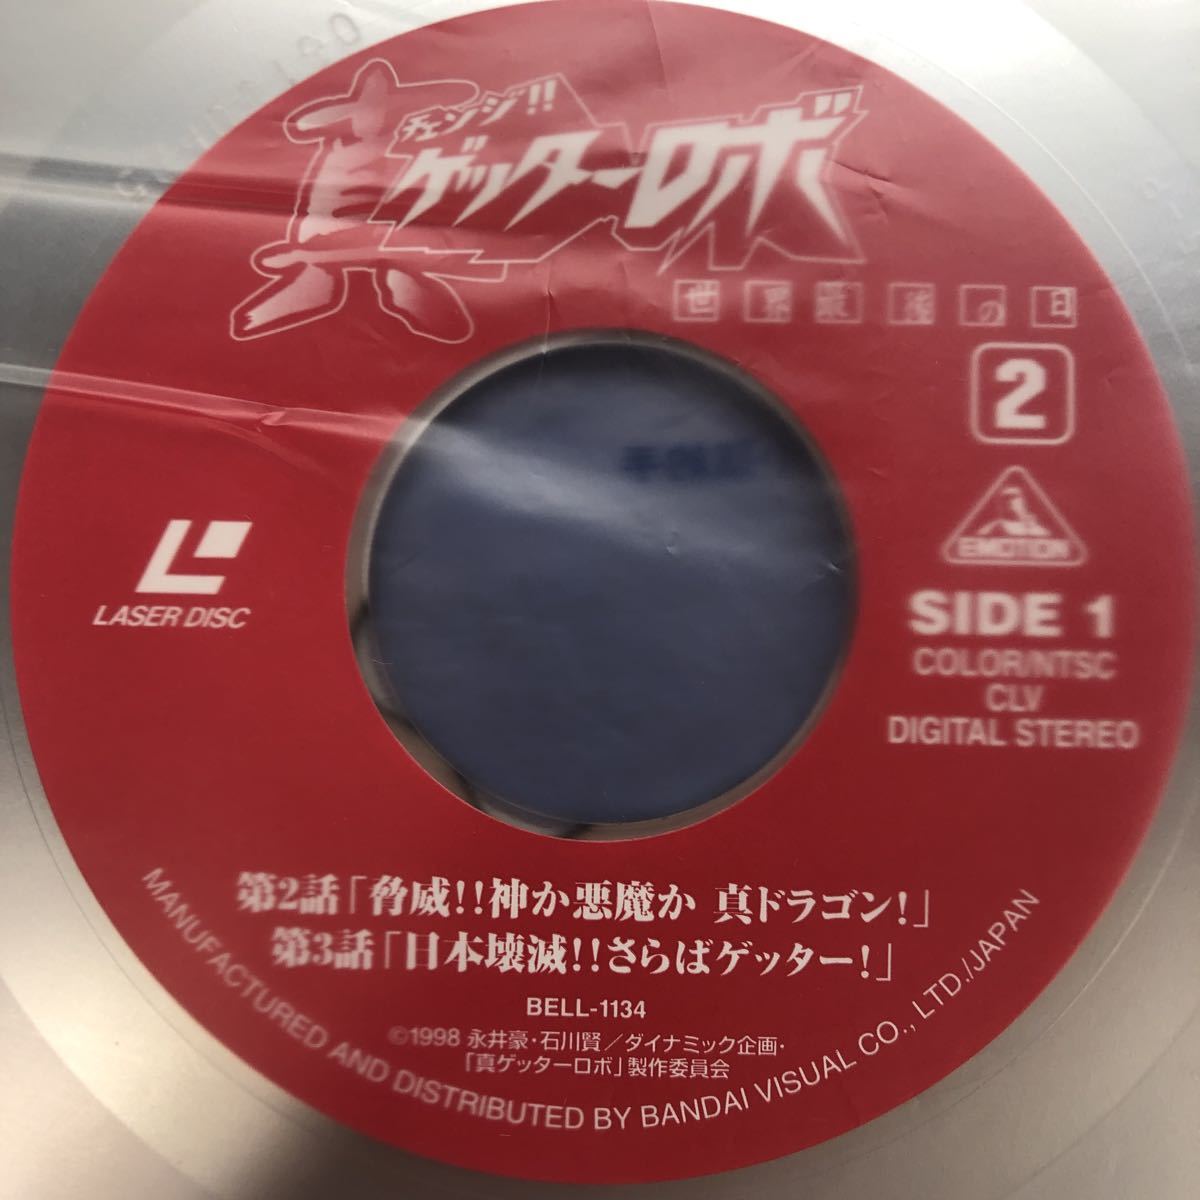 真
チェンジ!!
ゲッターロボ
世界最後の日
2
EMOTION
LASER DISC
SIDE 1
COLOR/NTSC
CLV
DIGITAL STEREO
第2話「脅威!!神か悪魔か 真ドラゴン!」
第3話「日本壊滅!!さらばゲッター!」
BELL-1134
©1998 永井豪・石川賢/ダイナミック企画・
「真ゲッターロボ」製作委員会
MANUFACTURED AND DISTRIBUTED BY BANDAI VISUAL CO., LTD./JAPAN